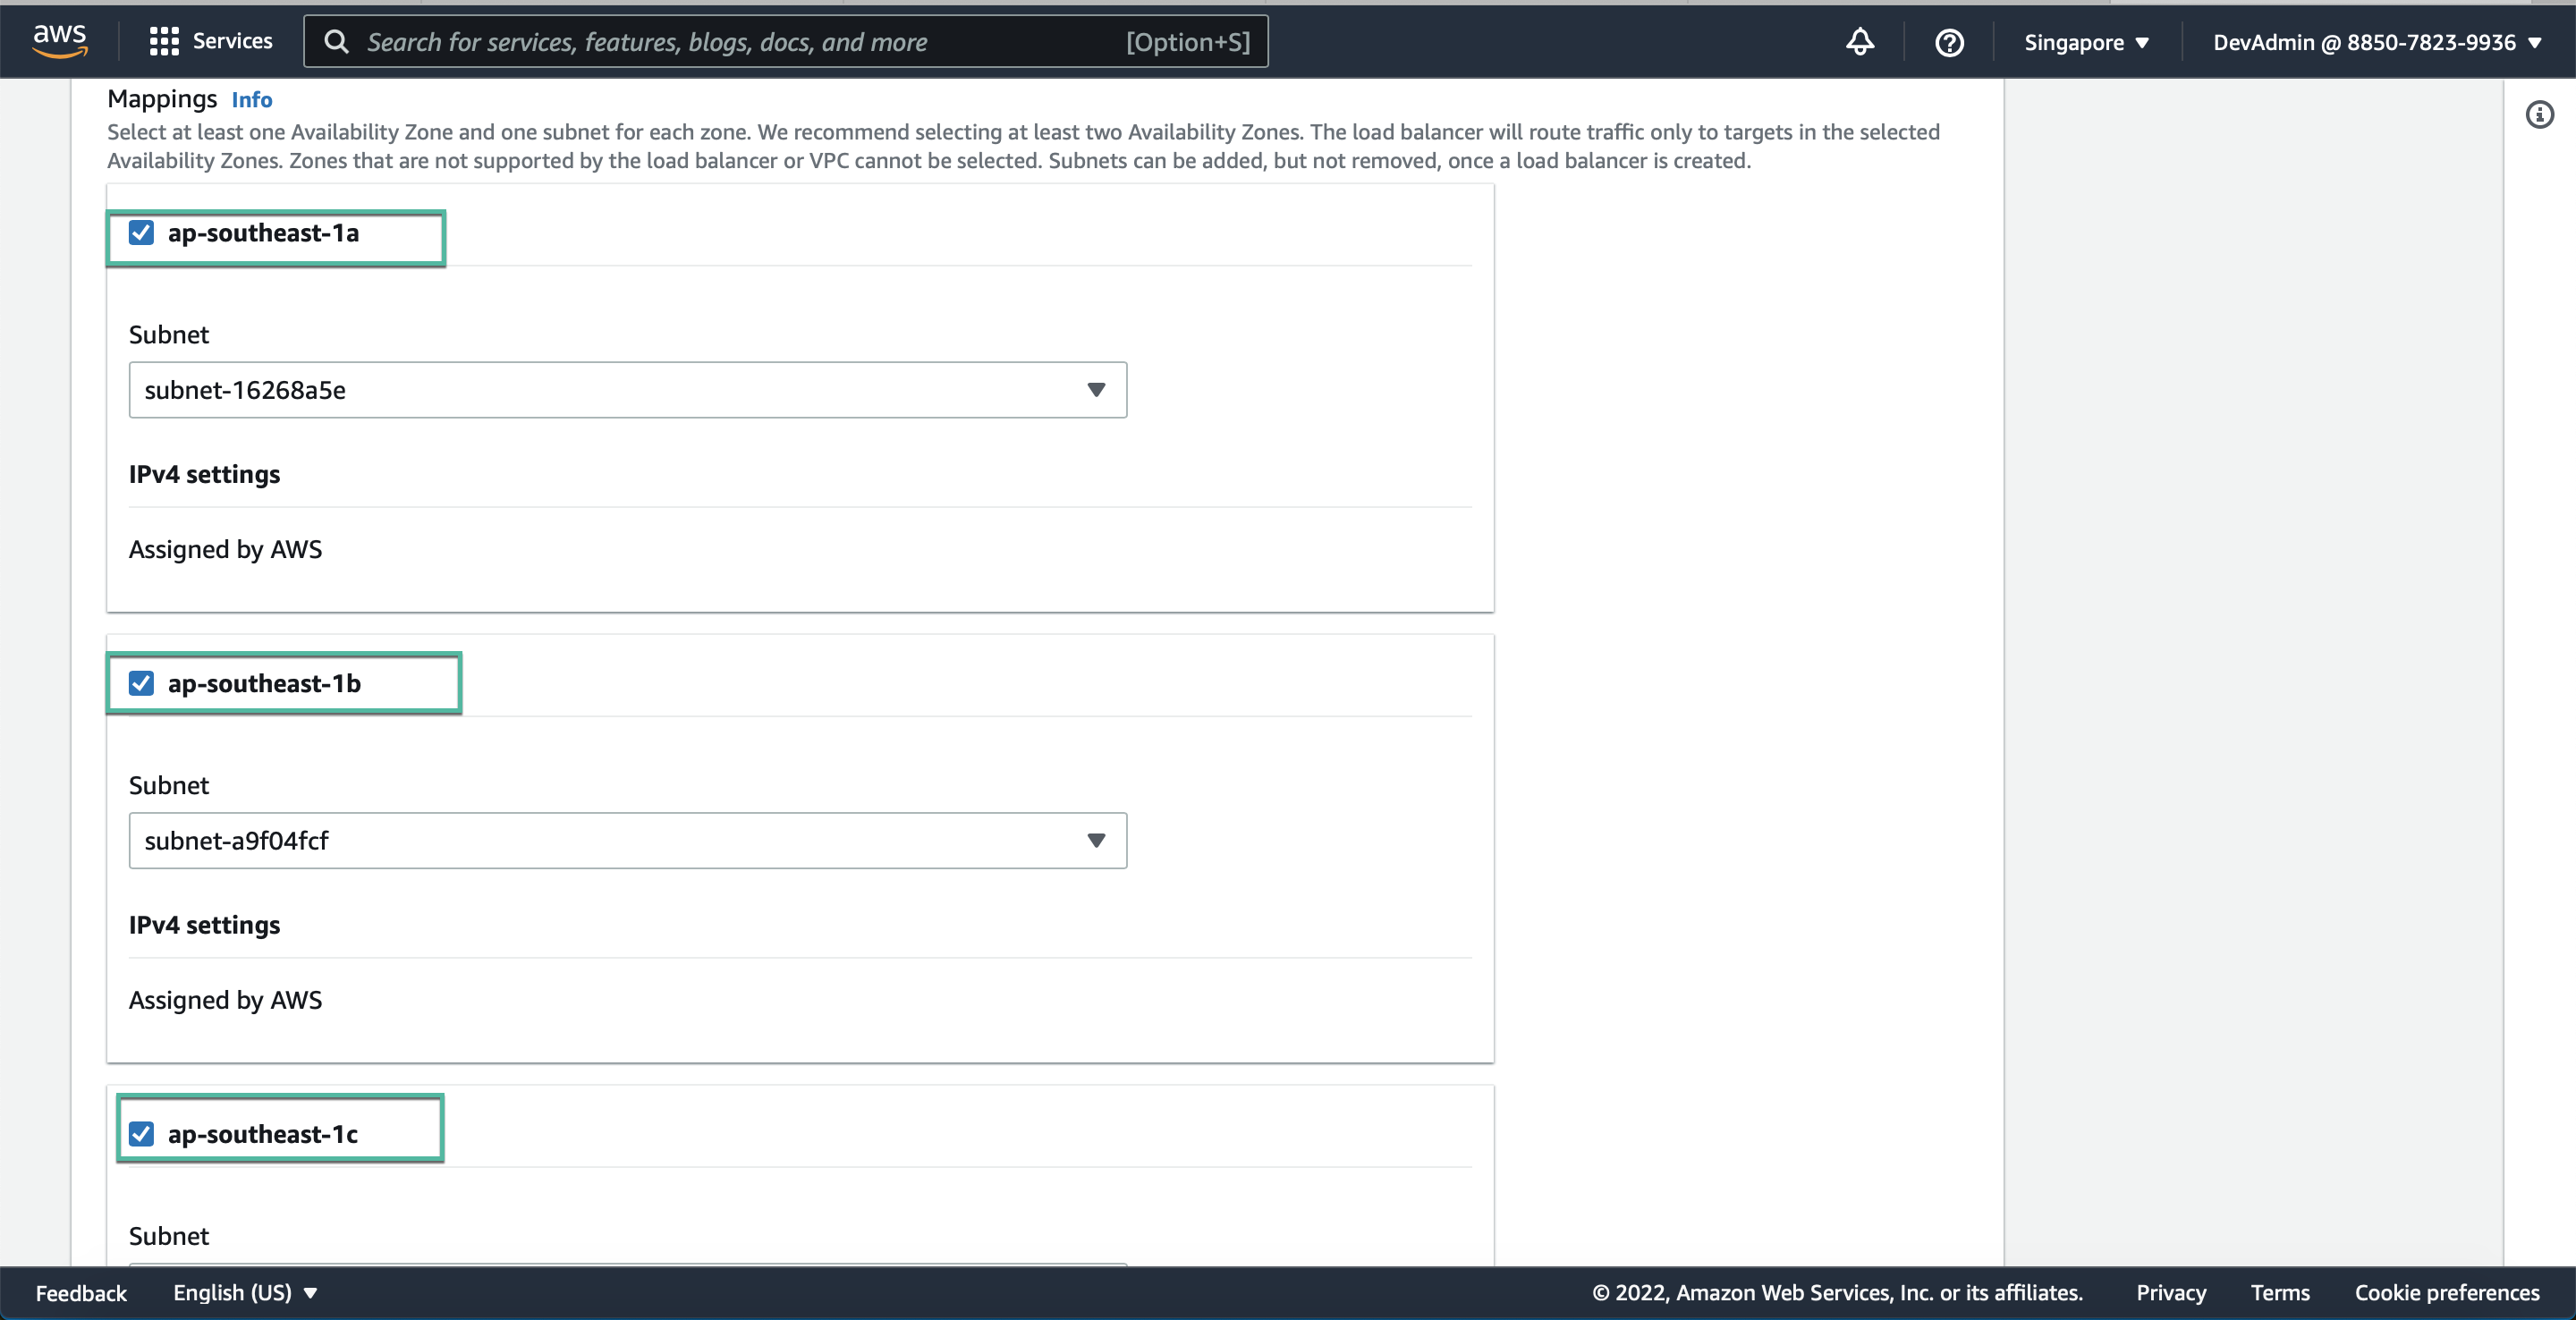 aws
Services
Search for services, features, blogs, docs, and more [Option+S]
Singapore ▼
DevAdmin @ 8850-7823-9936 ▼
Mappings Info
Select at least one Availability Zone and one subnet for each zone. We recommend selecting at least two Availability Zones. The load balancer will route traffic only to targets in the selected
Availability Zones. Zones that are not supported by the load balancer or VPC cannot be selected. Subnets can be added, but not removed, once a load balancer is created.
ap-southeast-1a
Subnet
subnet-16268a5e
IPv4 settings
Assigned by AWS
ap-southeast-1b
Subnet
subnet-a9f04fcf
IPv4 settings
Assigned by AWS
ap-southeast-1c
Subnet
Feedback English (US) ▼ © 2022, Amazon Web Services, Inc. or its affiliates. Privacy Terms Cookie preferences